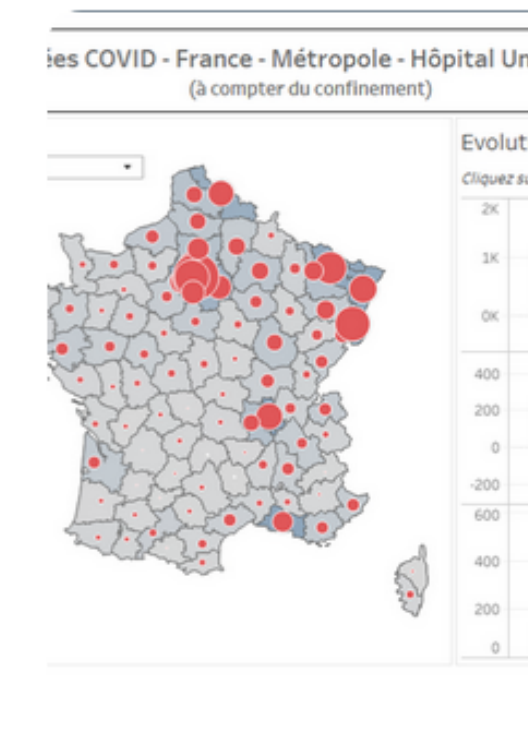 ées COVID - France - Métropole - Hôpital Un
(à compter du confinement)
Evolut
Cliquez su
2K
1K
0K
400
200
0
-200
600
400
200
0